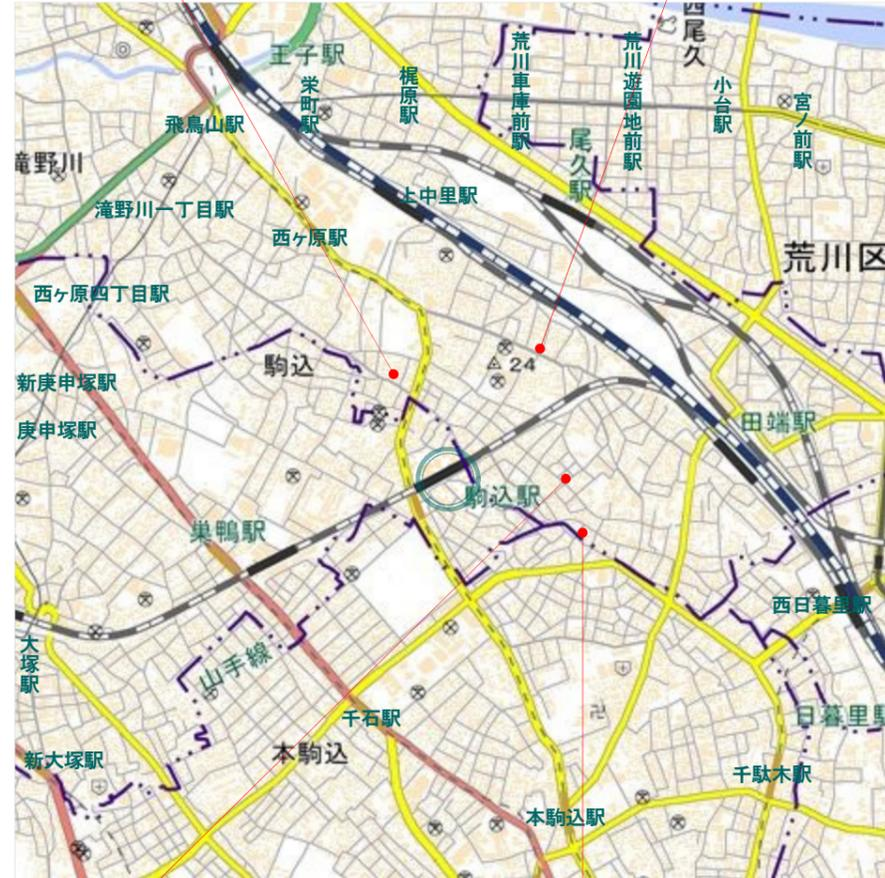 西尾久
王子駅
栄町駅
梶原駅
荒川車庫前駅
荒川遊園地前駅
小台駅
宮ノ前駅
飛鳥山駅
尾久駅
滝野川
上中里駅
滝野川一丁目駅
西ヶ原駅
荒川区
西ヶ原四丁目駅
駒込
24
新庚申塚駅
庚申塚駅
田端駅
駒込駅
巣鴨駅
西日暮里駅
大塚駅
山手線
千石駅
日暮里駅
本駒込
新大塚駅
千駄木駅
本駒込駅